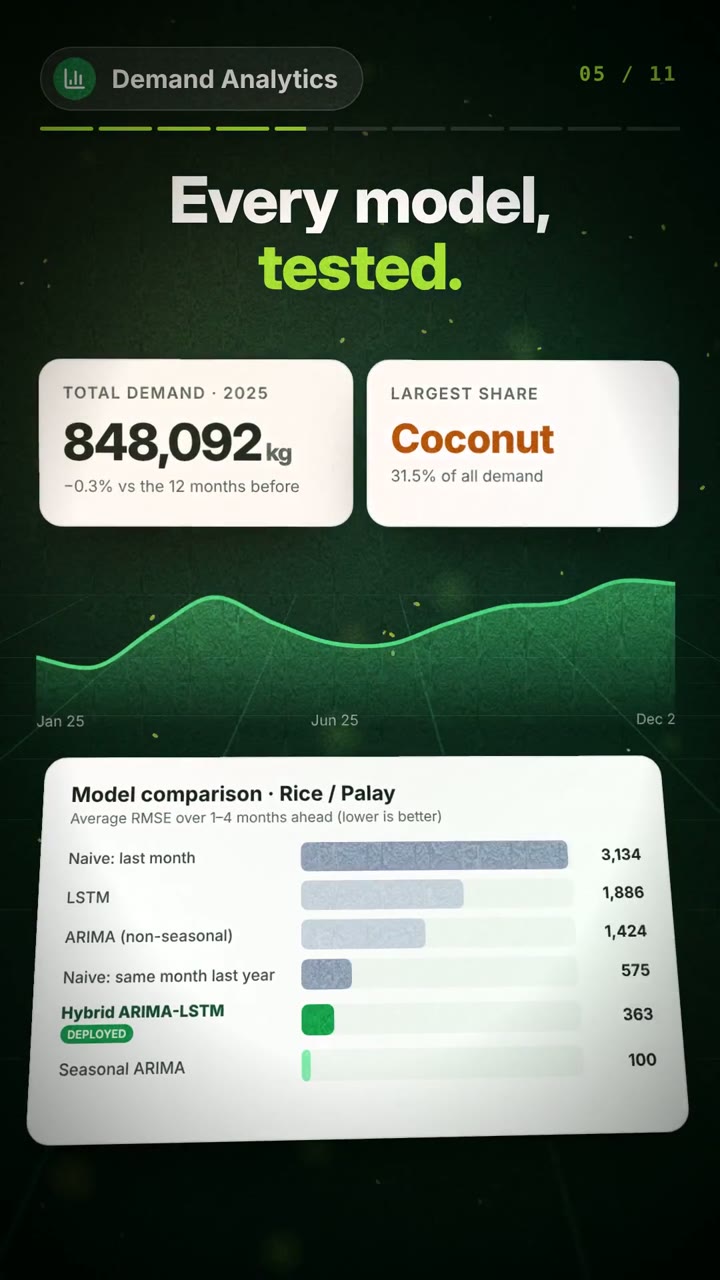 Demand Analytics
05 / 11
Every model,
tested.
TOTAL DEMAND · 2025
848,092 kg
−0.3% vs the 12 months before
LARGEST SHARE
Coconut
31.5% of all demand
Jan 25
Jun 25
Dec 2
Model comparison · Rice / Palay
Average RMSE over 1–4 months ahead (lower is better)
Naive: last month 3,134
LSTM 1,886
ARIMA (non-seasonal) 1,424
Naive: same month last year 575
Hybrid ARIMA-LSTM 363
DEPLOYED
Seasonal ARIMA 100